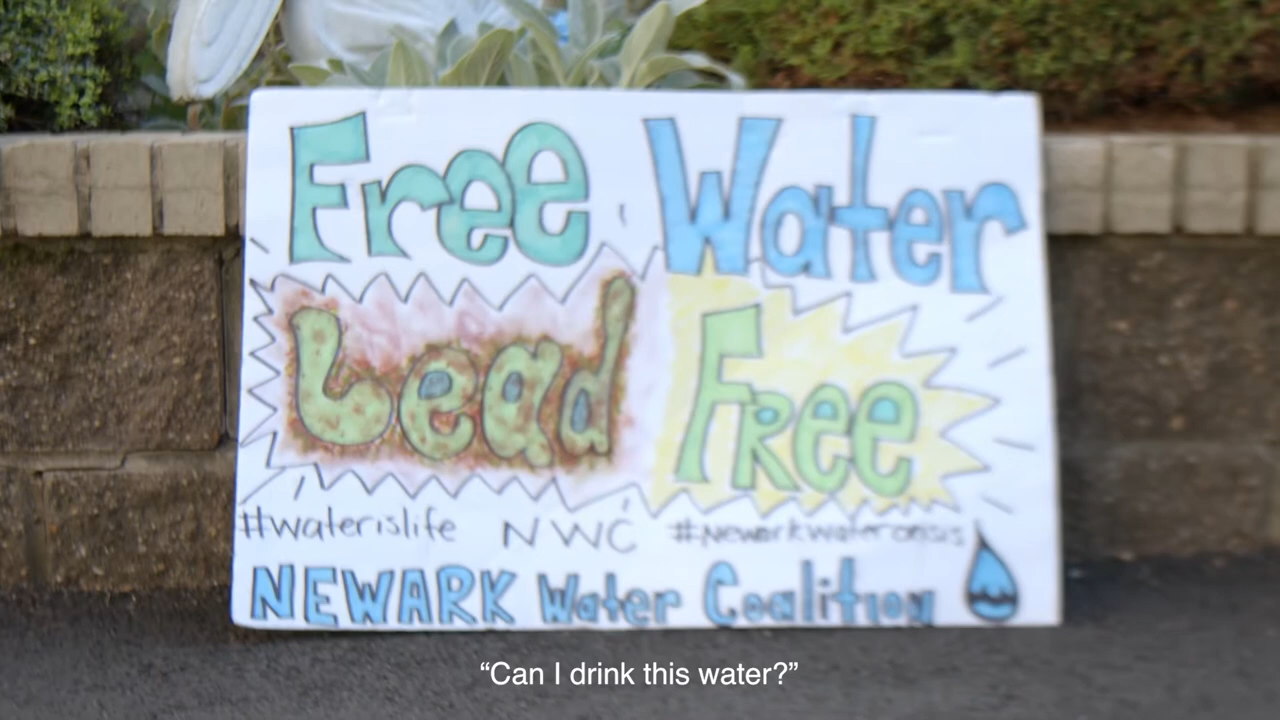 Free Water
Lead Free
#waterislife NWC #Newarkwatercrisis
NEWARK Water Coalition
“Can I drink this water?”